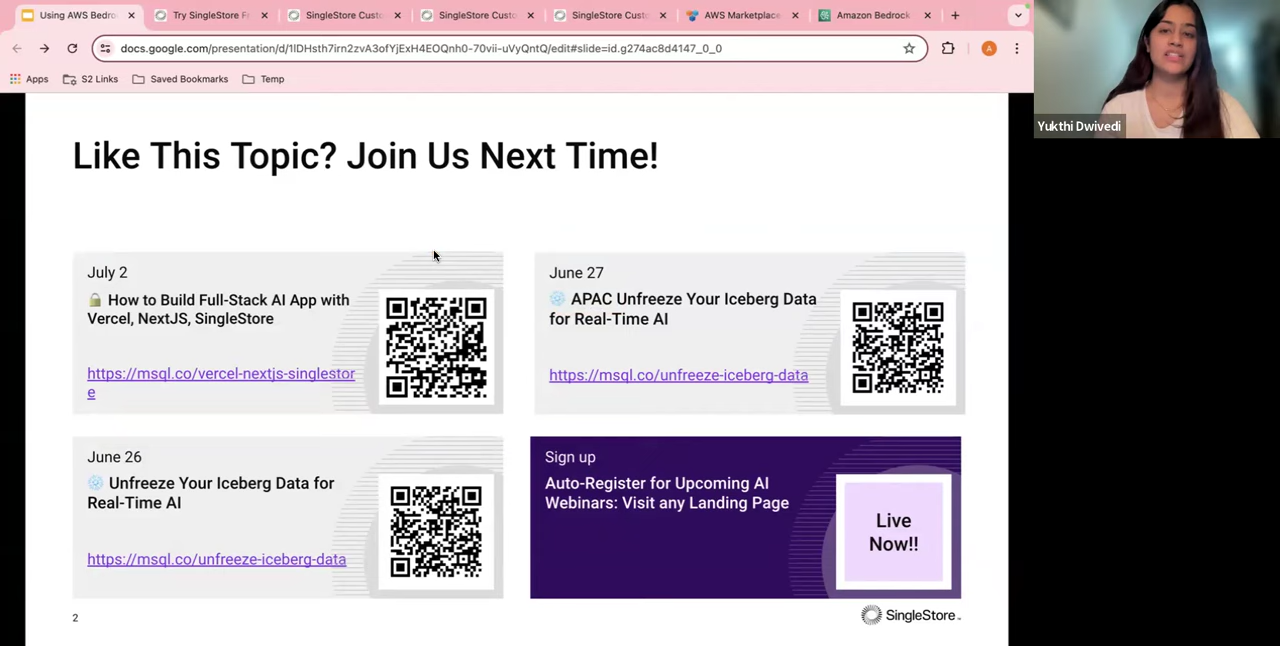 Using AWS Bedro
Try SingleStore Fr
SingleStore Custo
SingleStore Custo
SingleStore Custo
AWS Marketplace
Amazon Bedrock
docs.google.com/presentation/d/1IDHsth7irn2zvA3ofYjExH4EOQnh0-70vii-uVyQntQ/edit#slide=id.g274ac8d4147_0_0
A
Apps
S2 Links
Saved Bookmarks
Temp
Yukthi Dwivedi
Like This Topic? Join Us Next Time!
July 2
How to Build Full-Stack AI App with
Vercel, NextJS, SingleStore
https://msql.co/vercel-nextjs-singlestor
e
June 27
APAC Unfreeze Your Iceberg Data
for Real-Time AI
https://msql.co/unfreeze-iceberg-data
June 26
Unfreeze Your Iceberg Data for
Real-Time AI
https://msql.co/unfreeze-iceberg-data
Sign up
Auto-Register for Upcoming AI
Webinars: Visit any Landing Page
Live
Now!!
2
SingleStore